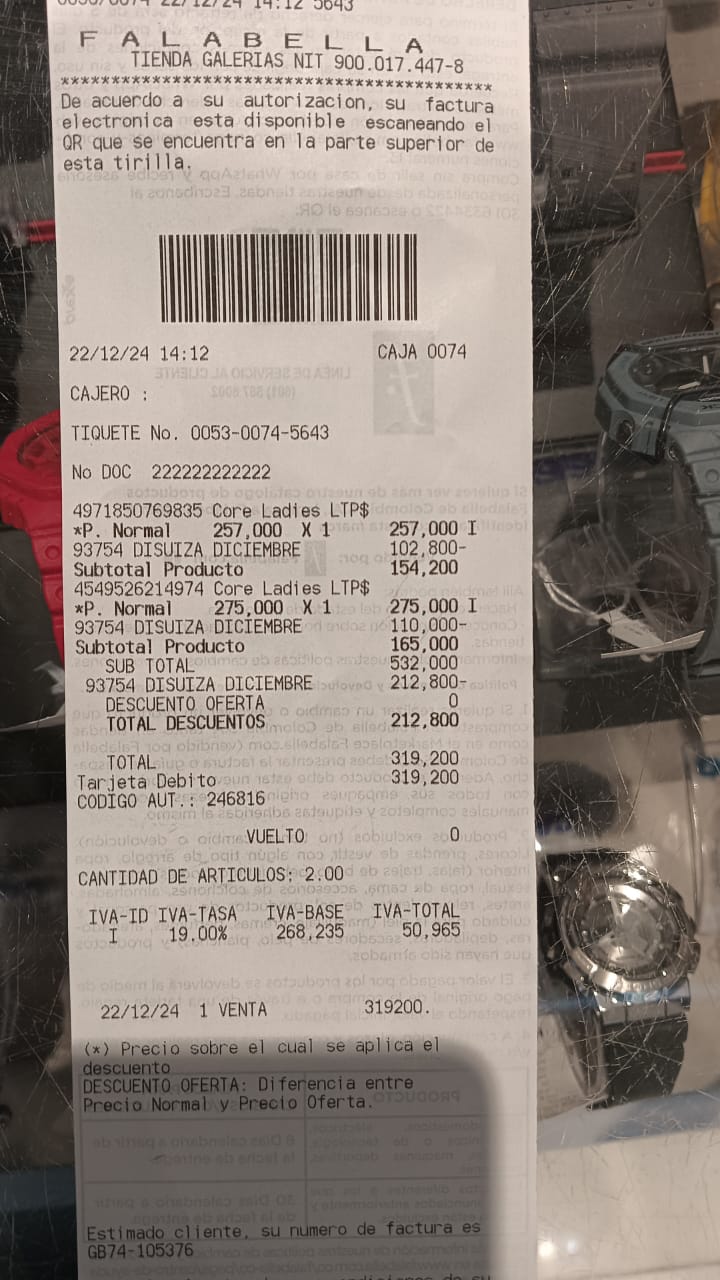 0053/0074 22/12/24 14:12 5643
F A L A B E L L A
TIENDA GALERIAS NIT 900.017.447-8
******************************************
De acuerdo a su autorizacion, su factura
electronica esta disponible escaneando el
QR que se encuentra en la parte superior de
esta tirilla.
22/12/24 14:12 CAJA 0074
CAJERO :
TIQUETE No. 0053-0074-5643
No DOC 222222222222
4971850769835 Core Ladies LTP$
*P. Normal 257,000 X 1 257,000 I
93754 DISUIZA DICIEMBRE 102,800-
Subtotal Producto 154,200
4549526214974 Core Ladies LTP$
*P. Normal 275,000 X 1 275,000 I
93754 DISUIZA DICIEMBRE 110,000-
Subtotal Producto 165,000
SUB TOTAL 532,000
93754 DISUIZA DICIEMBRE 212,800-
DESCUENTO OFERTA 0
TOTAL DESCUENTOS 212,800
TOTAL 319,200
Tarjeta Debito 319,200
CODIGO AUT.: 246816
VUELTO 0
CANTIDAD DE ARTICULOS: 2.00
IVA-ID IVA-TASA IVA-BASE IVA-TOTAL
I 19.00% 268,235 50,965
22/12/24 1 VENTA 319200.
(*) Precio sobre el cual se aplica el
descuento
DESCUENTO OFERTA: Diferencia entre
Precio Normal y Precio Oferta.
Estimado cliente, su numero de factura es
GB74-105376